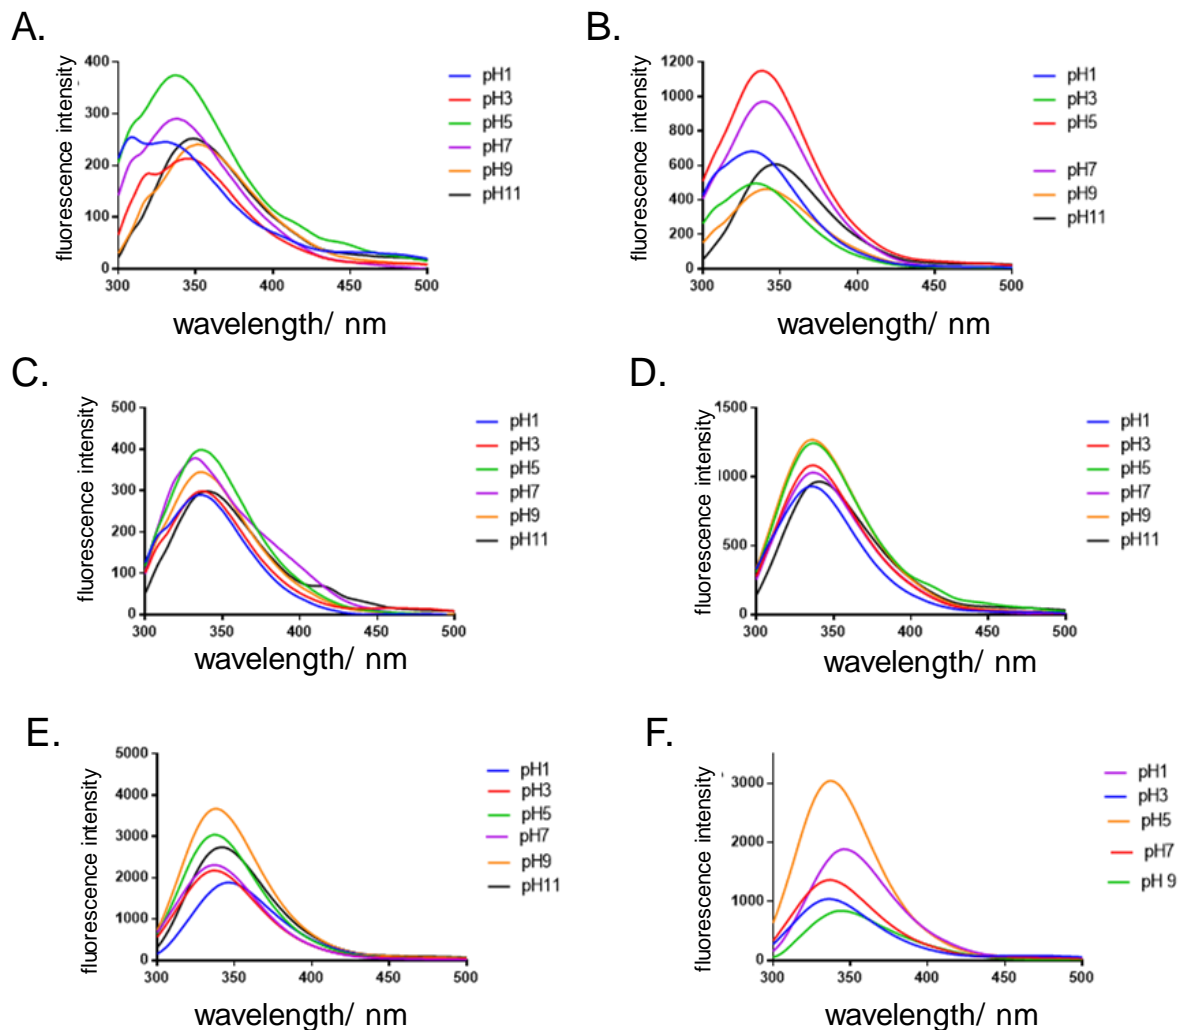 A.
fluorescence intensity
400
300
200
100
0
300
350
400
450
500
wavelength/ nm
pH1
pH3
pH5
pH7
pH9
pH11
B.
fluorescence intensity
1200
1000
800
600
400
200
0
300
350
400
450
500
wavelength/ nm
pH1
pH3
pH5
pH7
pH9
pH11
C.
fluorescence intensity
500
400
300
200
100
0
300
350
400
450
500
wavelength/ nm
pH1
pH3
pH5
pH7
pH9
pH11
D.
fluorescence intensity
1500
1000
500
0
300
350
400
450
500
wavelength/ nm
pH1
pH3
pH5
pH7
pH9
pH11
E.
fluorescence intensity
5000
4000
3000
2000
1000
0
300
350
400
450
500
wavelength/ nm
pH1
pH3
pH5
pH7
pH9
pH11
F.
fluorescence intensity
3000
2000
1000
0
300
350
400
450
500
wavelength/ nm
pH1
pH3
pH5
pH7
pH 9